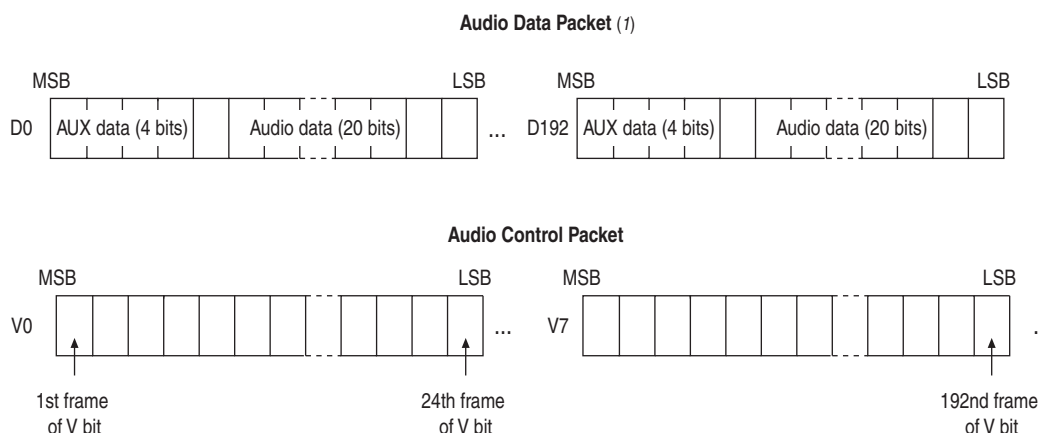 Audio Data Packet (1)
MSB LSB MSB LSB
D0 AUX data (4 bits) Audio data (20 bits) ... D192 AUX data (4 bits) Audio data (20 bits)
Audio Control Packet
MSB LSB MSB LSB
V0 ... V7 .
1st frame 24th frame 192nd frame
of V bit of V bit of V bit